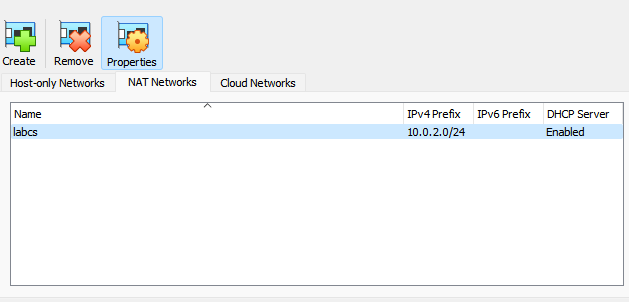 Create Remove Properties
Host-only Networks NAT Networks Cloud Networks
Name IPv4 Prefix IPv6 Prefix DHCP Server
labcs 10.0.2.0/24 Enabled